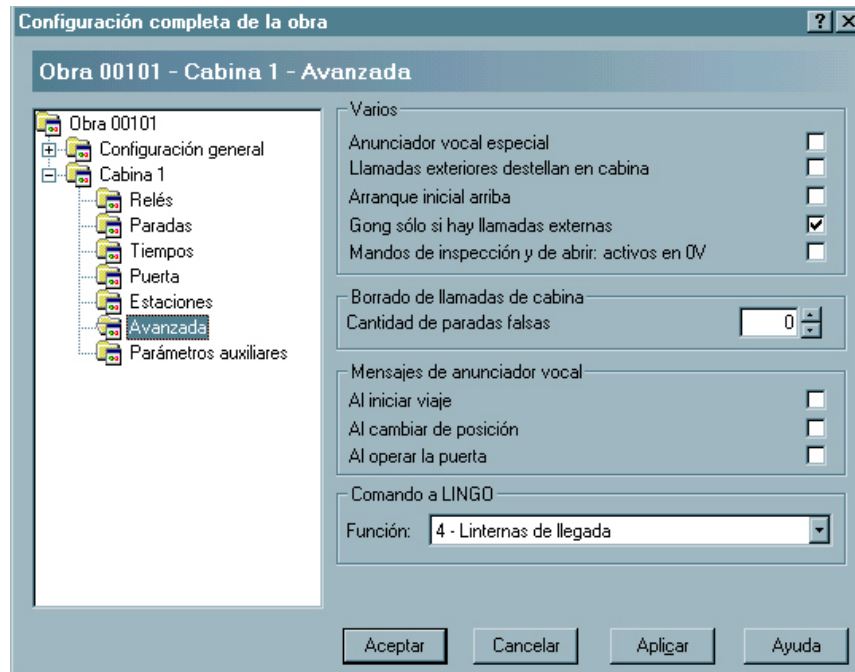 Configuración completa de la obra
Obra 00101 - Cabina 1 - Avanzada
Obra 00101
Configuración general
Cabina 1
Relés
Paradas
Tiempos
Puerta
Estaciones
Avanzada
Parámetros auxiliares
Varios
Anunciador vocal especial
Llamadas exteriores destellan en cabina
Arranque inicial arriba
Gong sólo si hay llamadas externas
Mandos de inspección y de abrir: activos en 0V
Borrado de llamadas de cabina
Cantidad de paradas falsas 0
Mensajes de anunciador vocal
Al iniciar viaje
Al cambiar de posición
Al operar la puerta
Comando a LINGO
Función: 4 - Linternas de llegada
Aceptar Cancelar Aplicar Ayuda